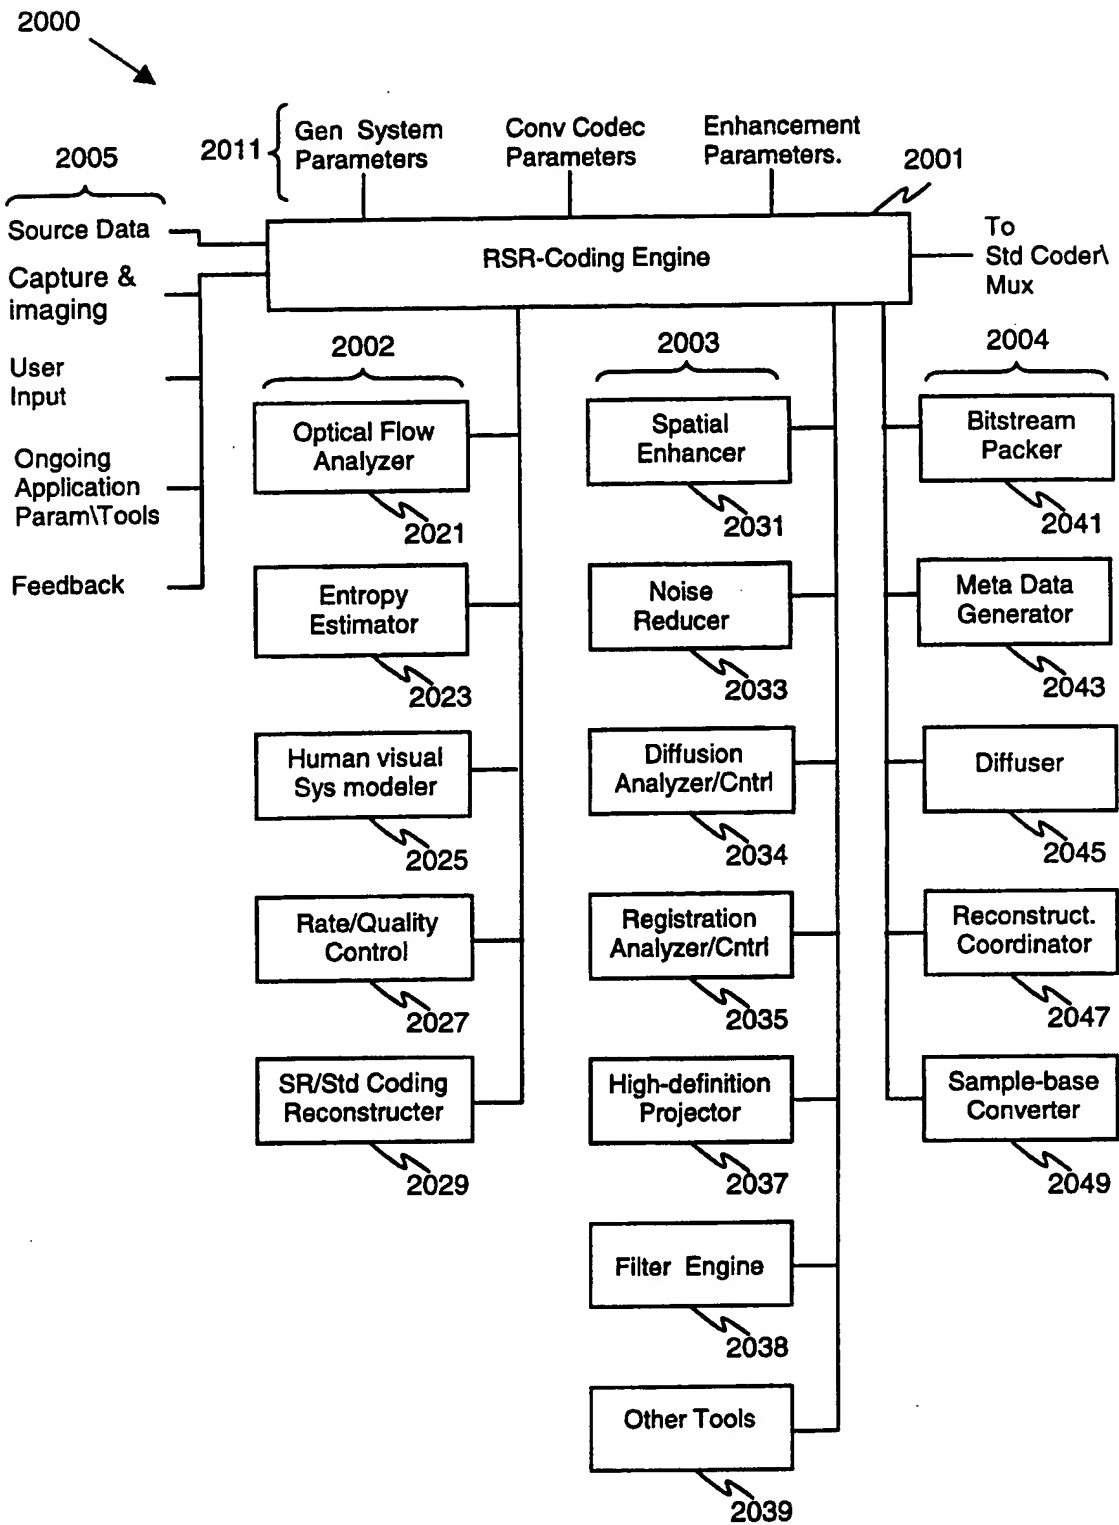 2000
2011
Gen System
Parameters
Conv Codec
Parameters
Enhancement
Parameters.
2001
2005
Source Data
Capture &
imaging
User
Input
Ongoing
Application
Param\Tools
Feedback
RSR-Coding Engine
To
Std Coder\
Mux
2002
Optical Flow
Analyzer
2021
Entropy
Estimator
2023
Human visual
Sys modeler
2025
Rate/Quality
Control
2027
SR/Std Coding
Reconstructer
2029
2003
Spatial
Enhancer
2031
Noise
Reducer
2033
Diffusion
Analyzer/Cntrl
2034
Registration
Analyzer/Cntrl
2035
High-definition
Projector
2037
Filter Engine
2038
Other Tools
2039
2004
Bitstream
Packer
2041
Meta Data
Generator
2043
Diffuser
2045
Reconstruct.
Coordinator
2047
Sample-base
Converter
2049